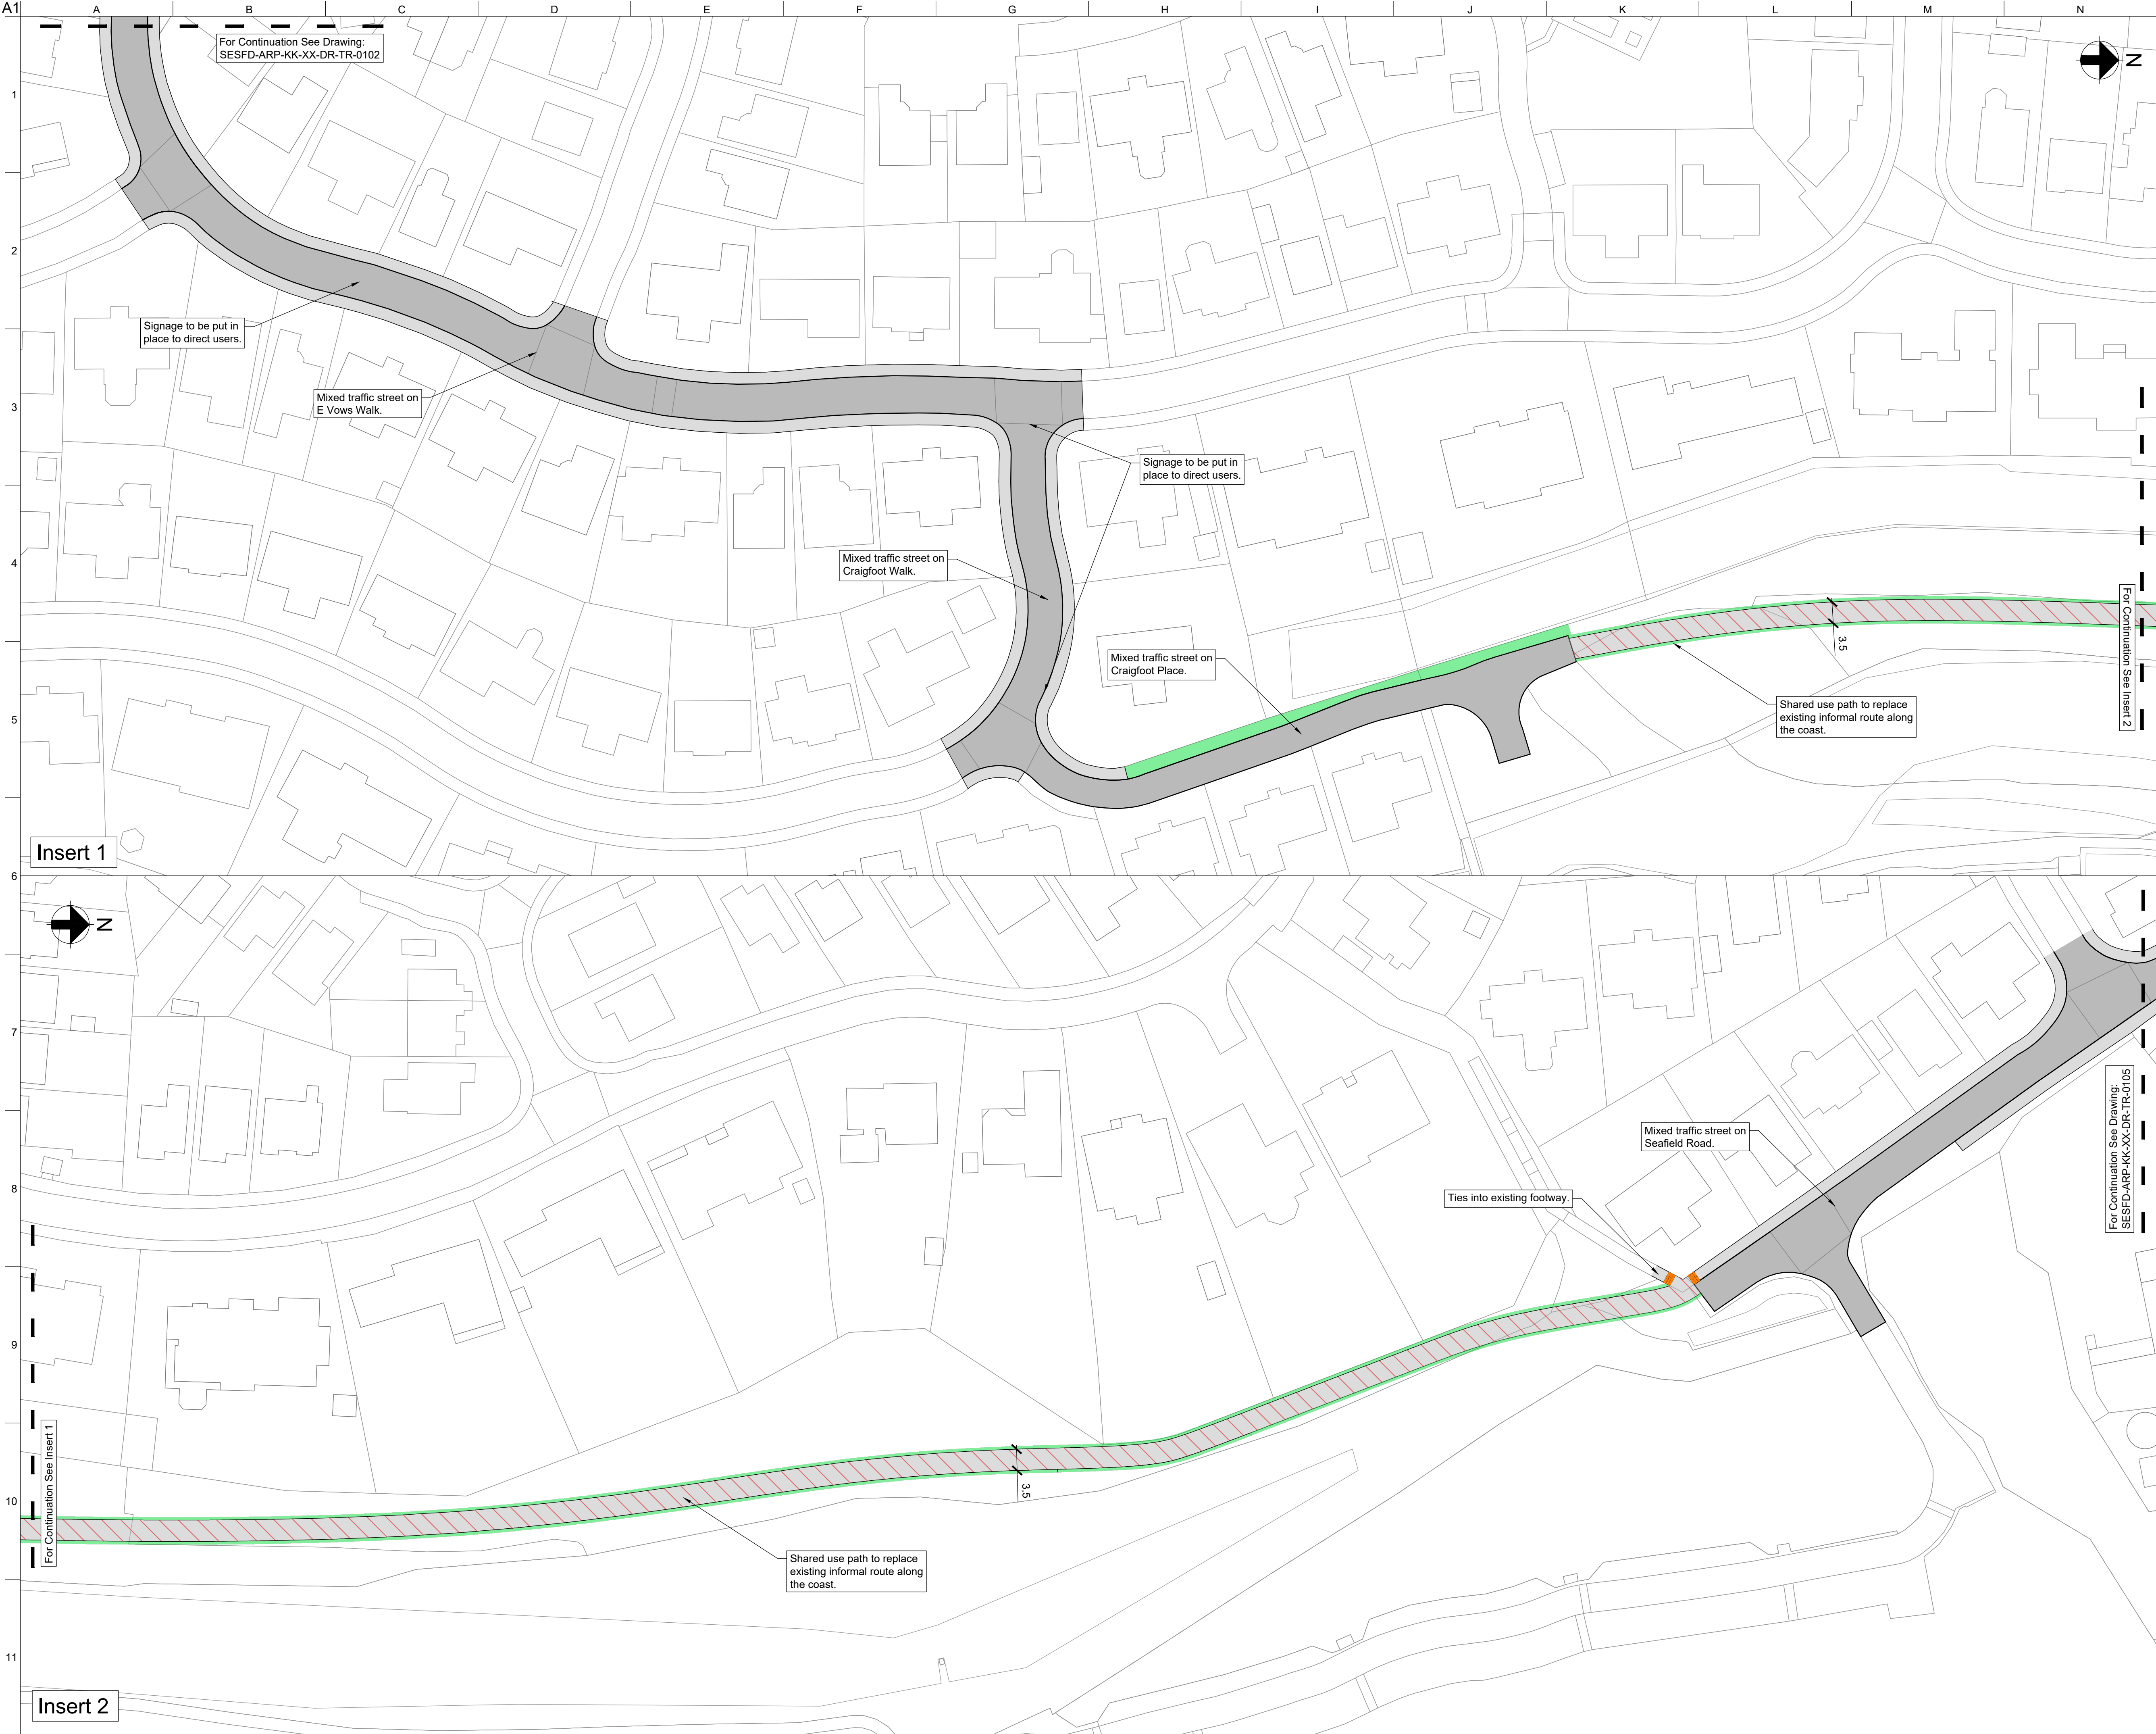 A1
A B C D E F G H I J K L M N
For Continuation See Drawing:
SESFD-ARP-KK-XX-DR-TR-0102
N
1
2
3
4
5
6
Signage to be put in
place to direct users.
Mixed traffic street on
E Vows Walk.
Signage to be put in
place to direct users.
Mixed traffic street on
Craigfoot Walk.
Mixed traffic street on
Craigfoot Place.
3.5
Shared use path to replace
existing informal route along
the coast.
For Continuation See Insert 2
Insert 1
N
7
8
9
10
11
Mixed traffic street on
Seafield Road.
Ties into existing footway.
For Continuation See Drawing:
SESFD-ARP-KK-XX-DR-TR-0105
For Continuation See Insert 1
3.5
Shared use path to replace
existing informal route along
the coast.
Insert 2